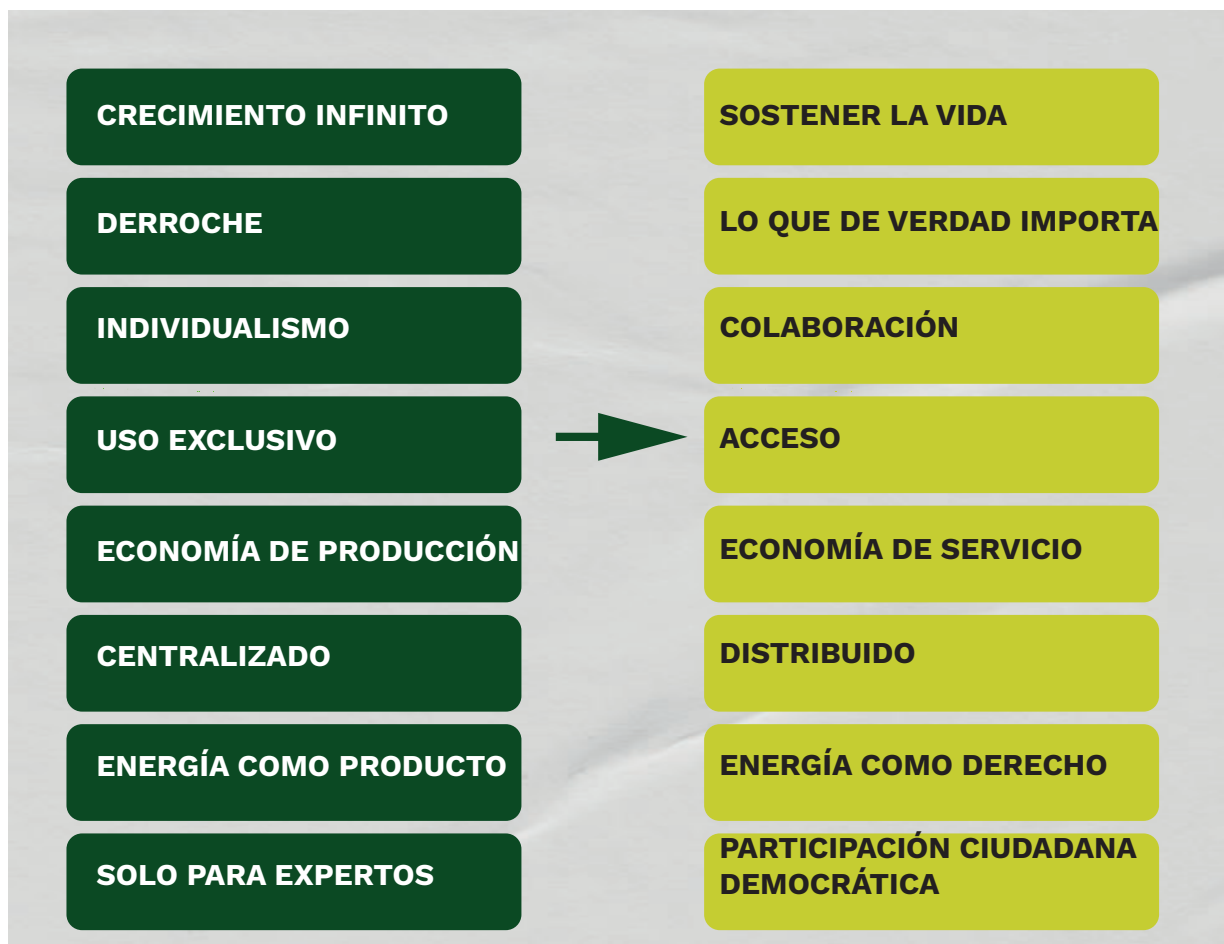 CRECIMIENTO INFINITO
SOSTENER LA VIDA
DERROCHE
LO QUE DE VERDAD IMPORTA
INDIVIDUALISMO
COLABORACIÓN
USO EXCLUSIVO
ACCESO
ECONOMÍA DE PRODUCCIÓN
ECONOMÍA DE SERVICIO
CENTRALIZADO
DISTRIBUIDO
ENERGÍA COMO PRODUCTO
ENERGÍA COMO DERECHO
SOLO PARA EXPERTOS
PARTICIPACIÓN CIUDADANA
DEMOCRÁTICA